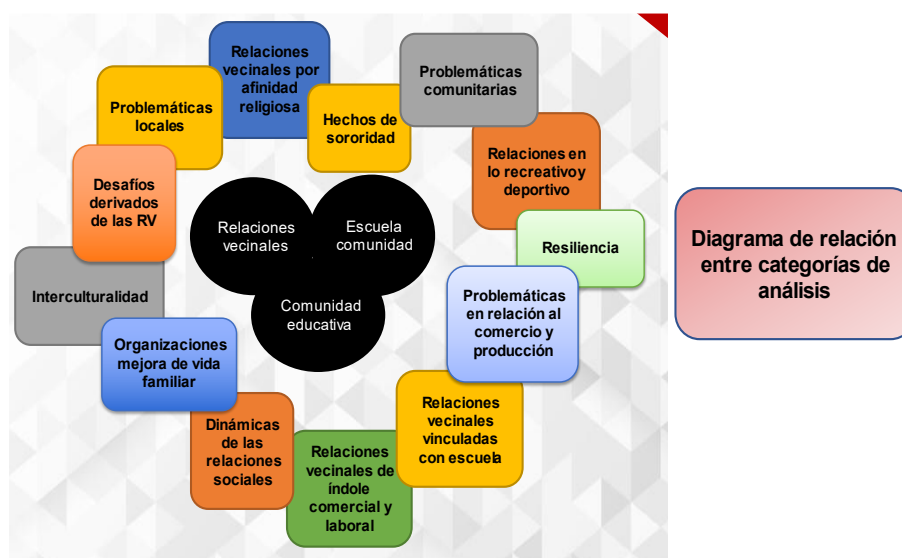 Relaciones
vecinales por
afinidad
religiosa
Problemáticas
comunitarias
Problemáticas
locales
Hechos de
sororidad
Relaciones en
lo recreativo y
deportivo
Desafíos
derivados
de las RV
Relaciones
vecinales
Escuela
comunidad
Resiliencia
Diagrama de relación
entre categorías de
análisis
Interculturalidad
Comunidad
educativa
Problemáticas
en relación al
comercio y
producción
Organizaciones
mejora de vida
familiar
Relaciones
vecinales
vinculadas
con escuela
Dinámicas
de las
relaciones
sociales
Relaciones
vecinales de
índole
comercial y
laboral